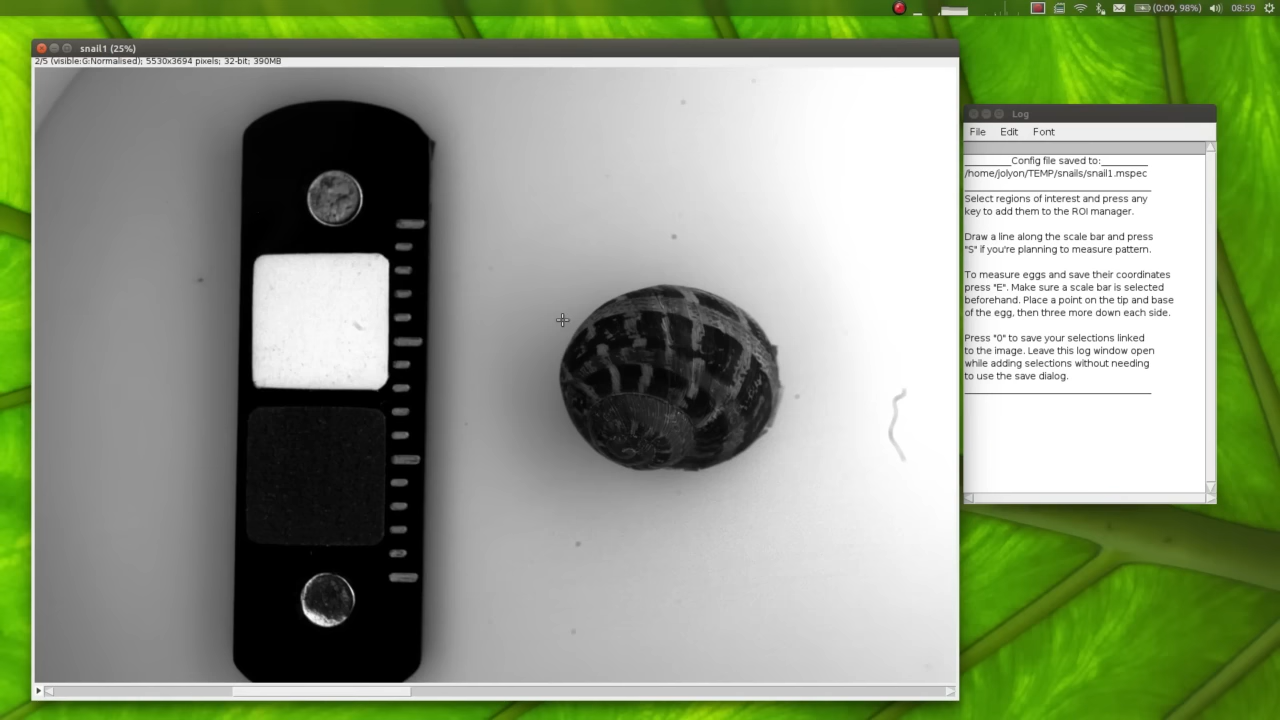 (0:09, 98%) 08:59
snail1 (25%)
2/5 (visible:G:Normalised); 5530x3694 pixels; 32-bit; 390MB
Log
File Edit Font
_________Config file saved to:_________
/home/jolyon/TEMP/snails/snail1.mspec
Select regions of interest and press any
key to add them to the ROI manager.
Draw a line along the scale bar and press
"S" if you're planning to measure pattern.
To measure eggs and save their coordinates
press "E". Make sure a scale bar is selected
beforehand. Place a point on the tip and base
of the egg, then three more down each side.
Press "0" to save your selections linked
to the image. Leave this log window open
while adding selections without needing
to use the save dialog.